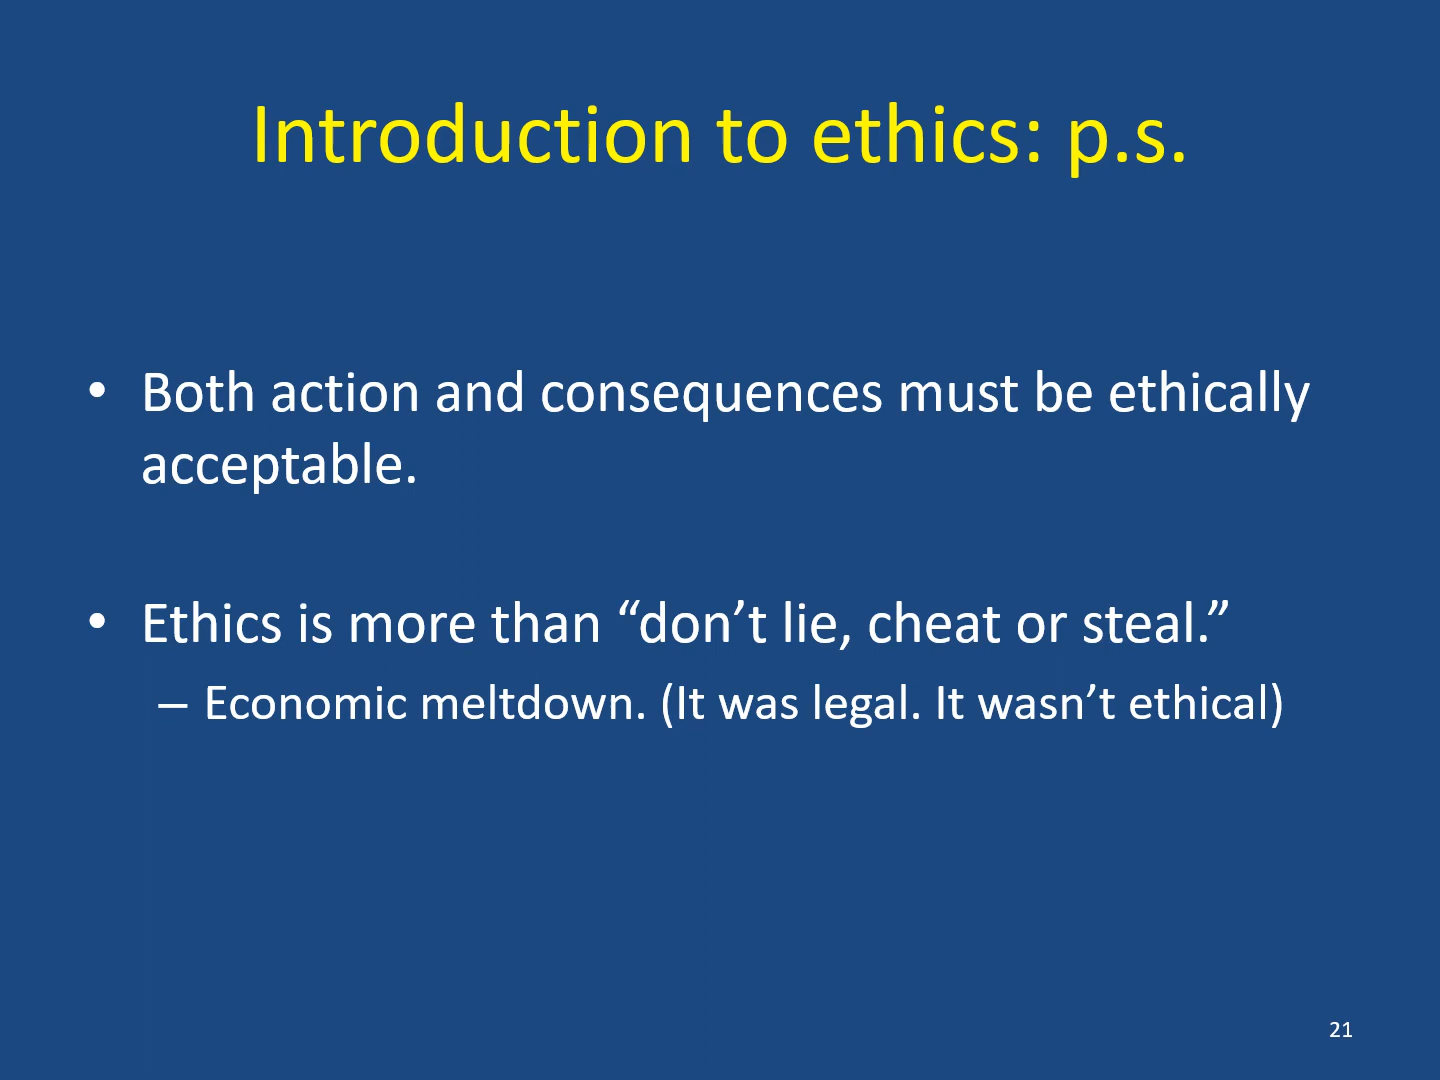 Introduction to ethics: p.s.
• Both action and consequences must be ethically
acceptable.
• Ethics is more than “don’t lie, cheat or steal.”
– Economic meltdown. (It was legal. It wasn’t ethical)
21